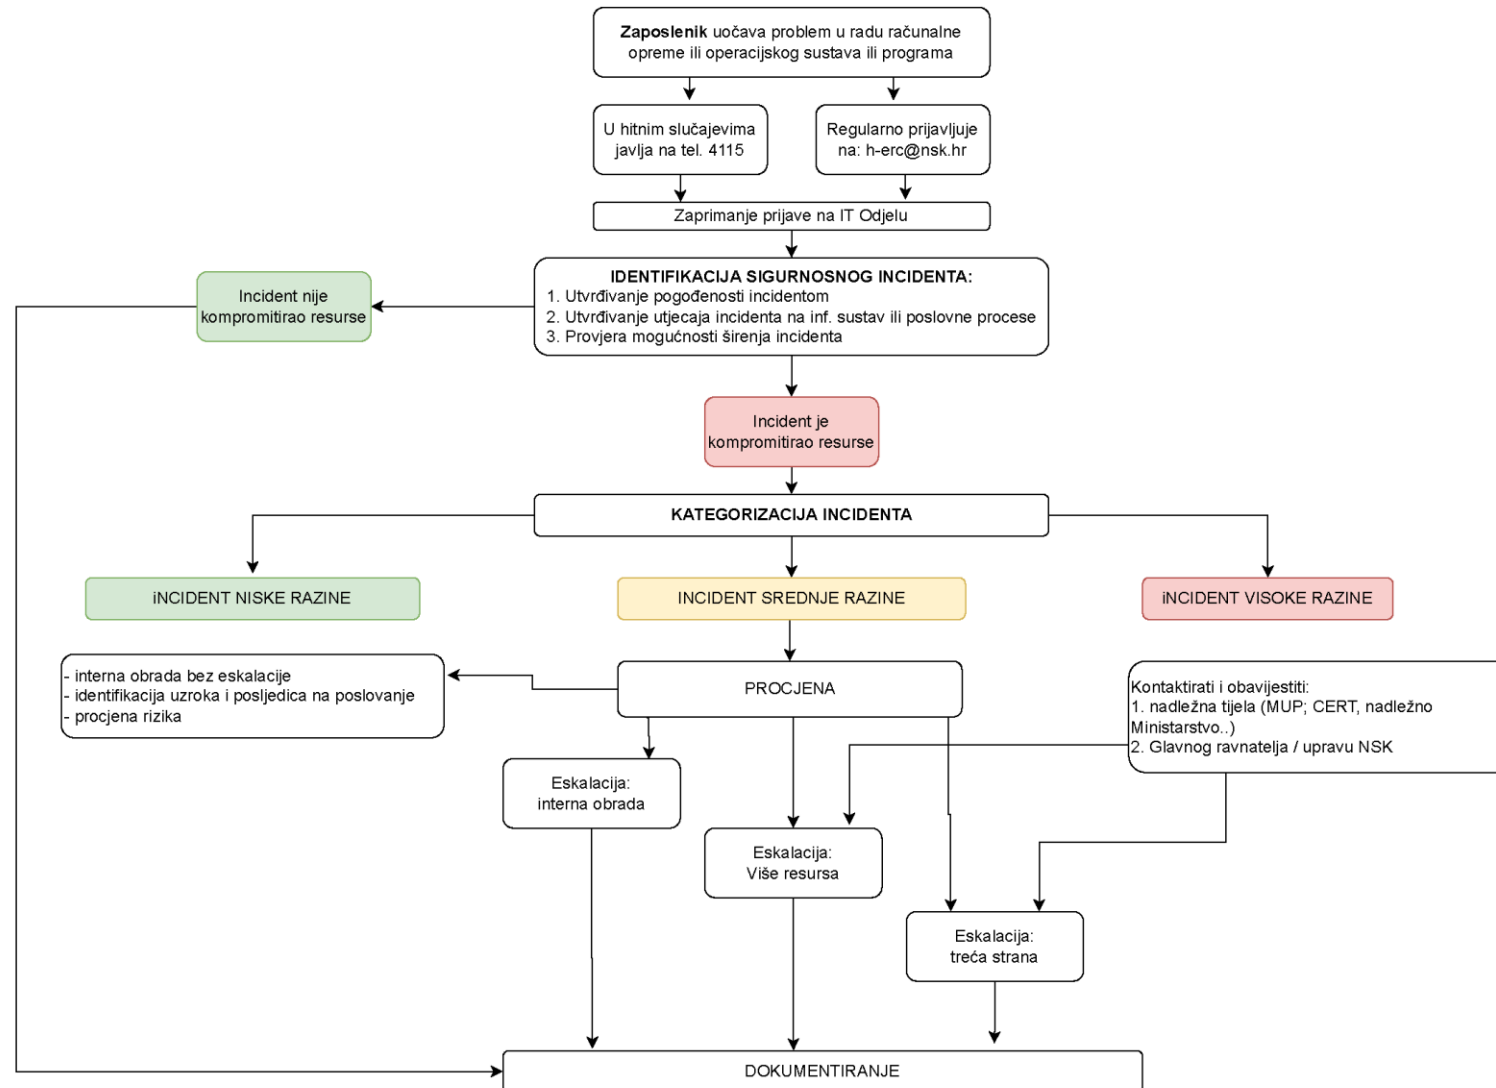 Zaposlenik uočava problem u radu računalne
opreme ili operacijskog sustava ili programa
U hitnim slučajevima
javlja na tel. 4115
Regularno prijavljuje
na: h-erc@nsk.hr
Zaprimanje prijave na IT Odjelu
IDENTIFIKACIJA SIGURNOSNOG INCIDENTA:
1. Utvrđivanje pogođenosti incidentom
2. Utvrđivanje utjecaja incidenta na inf. sustav ili poslovne procese
3. Provjera mogućnosti širenja incidenta
Incident nije
kompromitirao resurse
Incident je
kompromitirao resurse
KATEGORIZACIJA INCIDENTA
iNCIDENT NISKE RAZINE
INCIDENT SREDNJE RAZINE
iNCIDENT VISOKE RAZINE
- interna obrada bez eskalacije
- identifikacija uzroka i posljedica na poslovanje
- procjena rizika
PROCJENA
Kontaktirati i obavijestiti:
1. nadležna tijela (MUP; CERT, nadležno
Ministarstvo..)
2. Glavnog ravnatelja / upravu NSK
Eskalacija:
interna obrada
Eskalacija:
Više resursa
Eskalacija:
treća strana
DOKUMENTIRANJE